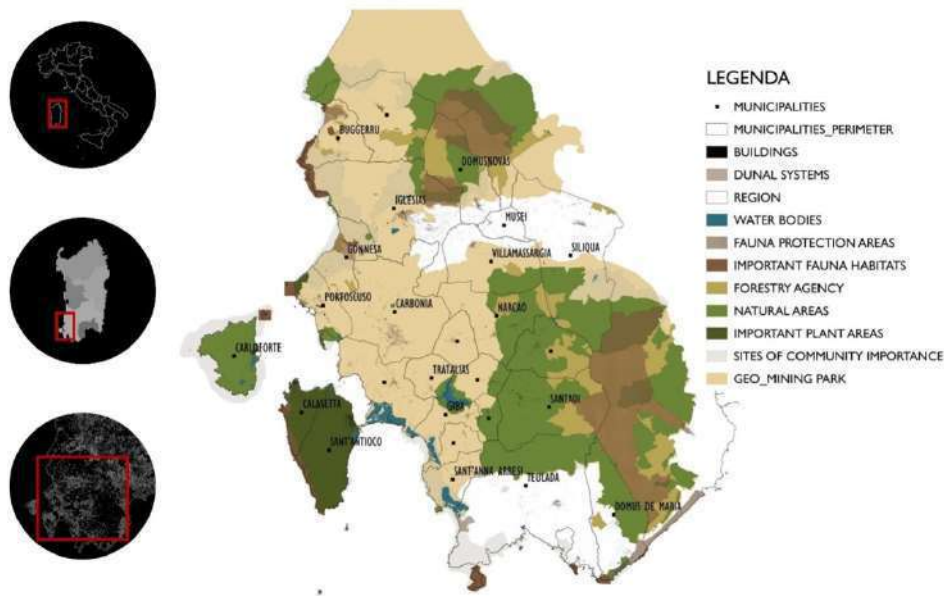 BUGGERRU
DOMUSNOVAS
IGLESIAS
MUSEI
GONNESA
VILLAMASSARGIA
SILIQUA
PORTOSCUSO
CARBONIA
NARCAO
CARLOFORTE
TRATALIAS
CALASETTA
GIBA
SANTADI
SANT'ANTIOCO
SANT'ANNA ARRESI
TEULADA
DOMUS DE MARIA
LEGENDA
MUNICIPALITIES
MUNICIPALITIES_PERIMETER
BUILDINGS
DUNAL SYSTEMS
REGION
WATER BODIES
FAUNA PROTECTION AREAS
IMPORTANT FAUNA HABITATS
FORESTRY AGENCY
NATURAL AREAS
IMPORTANT PLANT AREAS
SITES OF COMMUNITY IMPORTANCE
GEO_MINING PARK